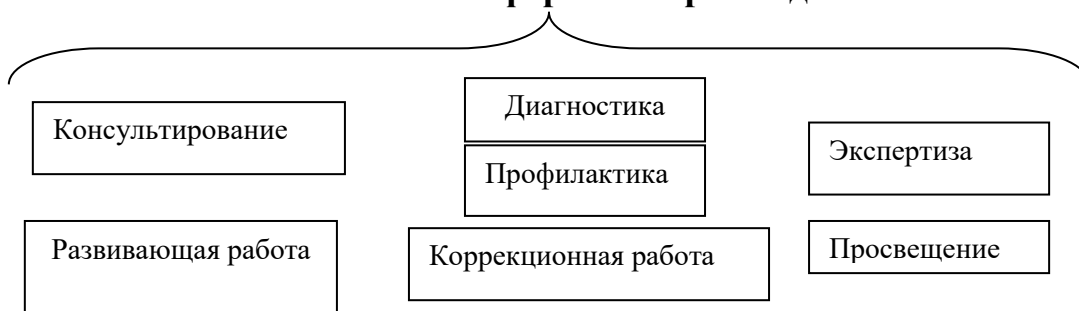 Консультирование
Диагностика
Экспертиза
Профилактика
Развивающая работа
Коррекционная работа
Просвещение